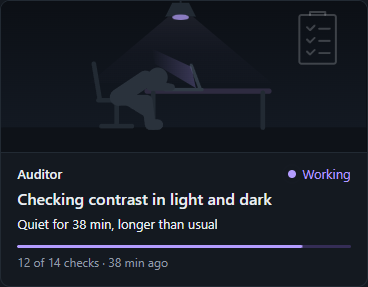 Auditor
Working
Checking contrast in light and dark
Quiet for 38 min, longer than usual
12 of 14 checks · 38 min ago